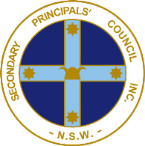 SECONDARY PRINCIPALS' COUNCIL INC.
- N.S.W. -